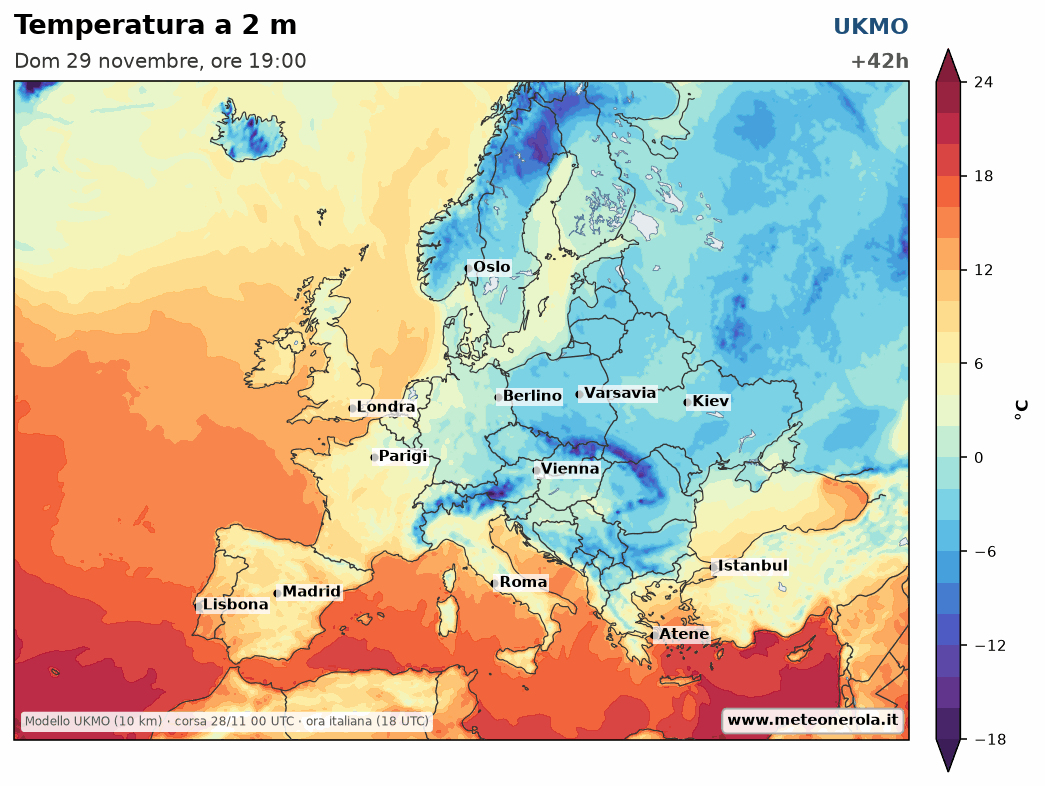 Temperatura a 2 m
UKMO
Dom 29 novembre, ore 19:00
+42h
24
18
12
6
0
−6
−12
−18
°C
Oslo
Berlino
Varsavia
Kiev
Londra
Parigi
Vienna
Istanbul
Roma
Madrid
Lisbona
Atene
Modello UKMO (10 km) · corsa 28/11 00 UTC · ora italiana (18 UTC)
www.meteonerola.it